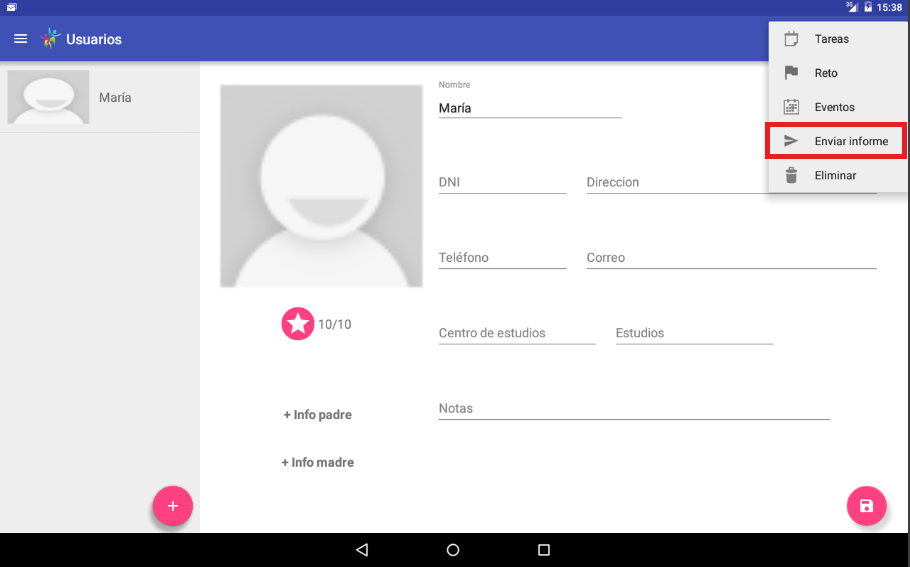 3G 15:38
Usuarios
María
Nombre
María
DNI
Direccion
Teléfono
Correo
10/10
Centro de estudios
Estudios
+ Info padre
Notas
+ Info madre
+
Tareas
Reto
Eventos
Enviar informe
Eliminar